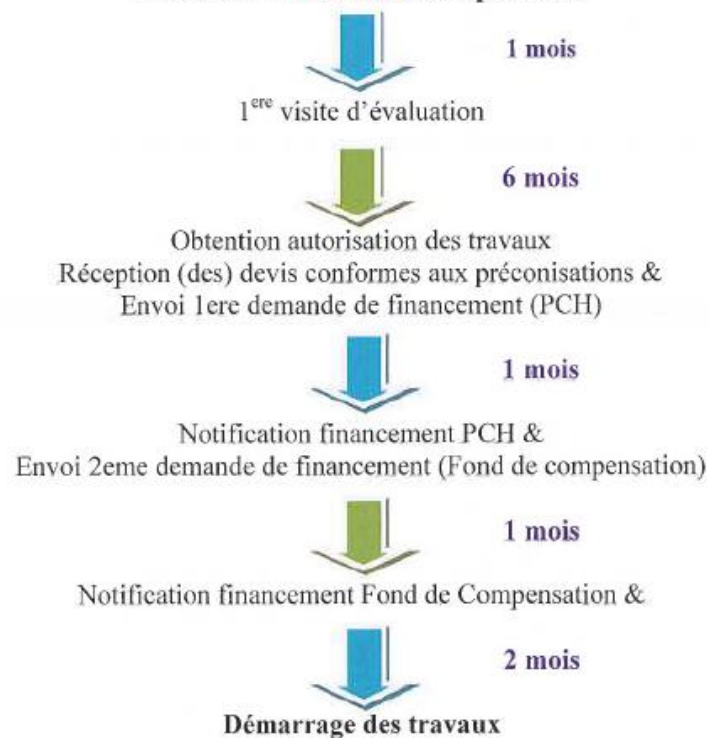 1 mois
1ere visite d'évaluation
6 mois
Obtention autorisation des travaux
Réception (des) devis conformes aux préconisations &
Envoi 1ere demande de financement (PCH)
1 mois
Notification financement PCH &
Envoi 2eme demande de financement (Fond de compensation)
1 mois
Notification financement Fond de Compensation &
2 mois
Démarrage des travaux